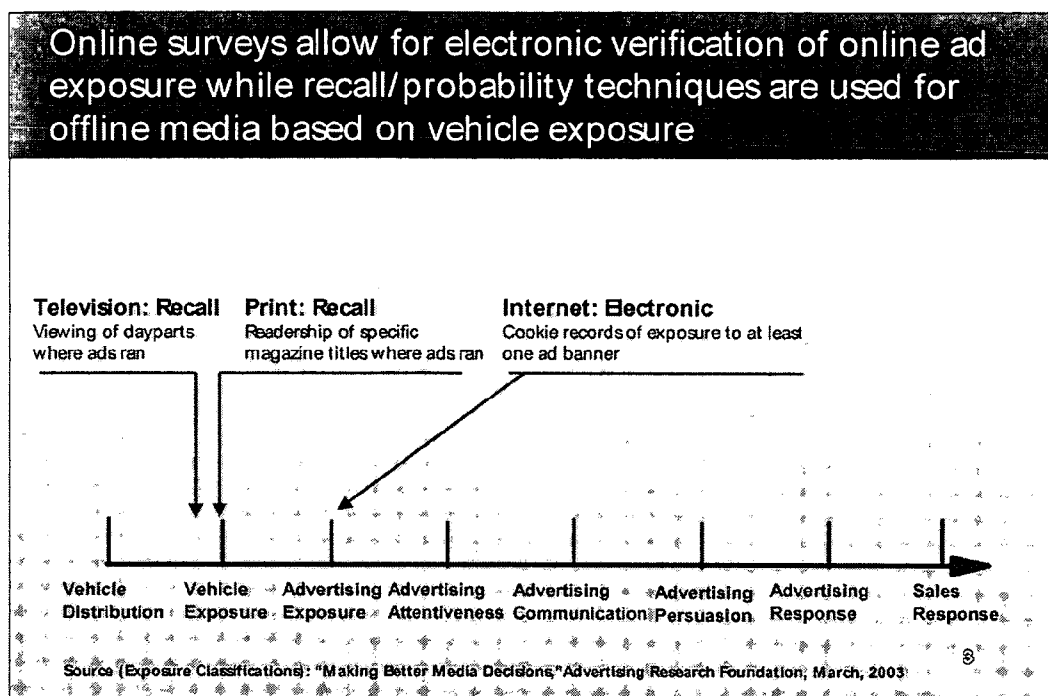 Online surveys allow for electronic verification of online ad
exposure while recall/probability techniques are used for
offline media based on vehicle exposure
Television: Recall
Viewing of dayparts
where ads ran
Print: Recall
Readership of specific
magazine titles where ads ran
Internet: Electronic
Cookie records of exposure to at least
one ad banner
Vehicle
Distribution
Vehicle
Exposure
Advertising
Exposure
Advertising
Attentiveness
Advertising
Communication
Advertising
Persuasion
Advertising
Response
Sales
Response
Source (Exposure Classifications): "Making Better Media Decisions," Advertising Research Foundation, March, 2003